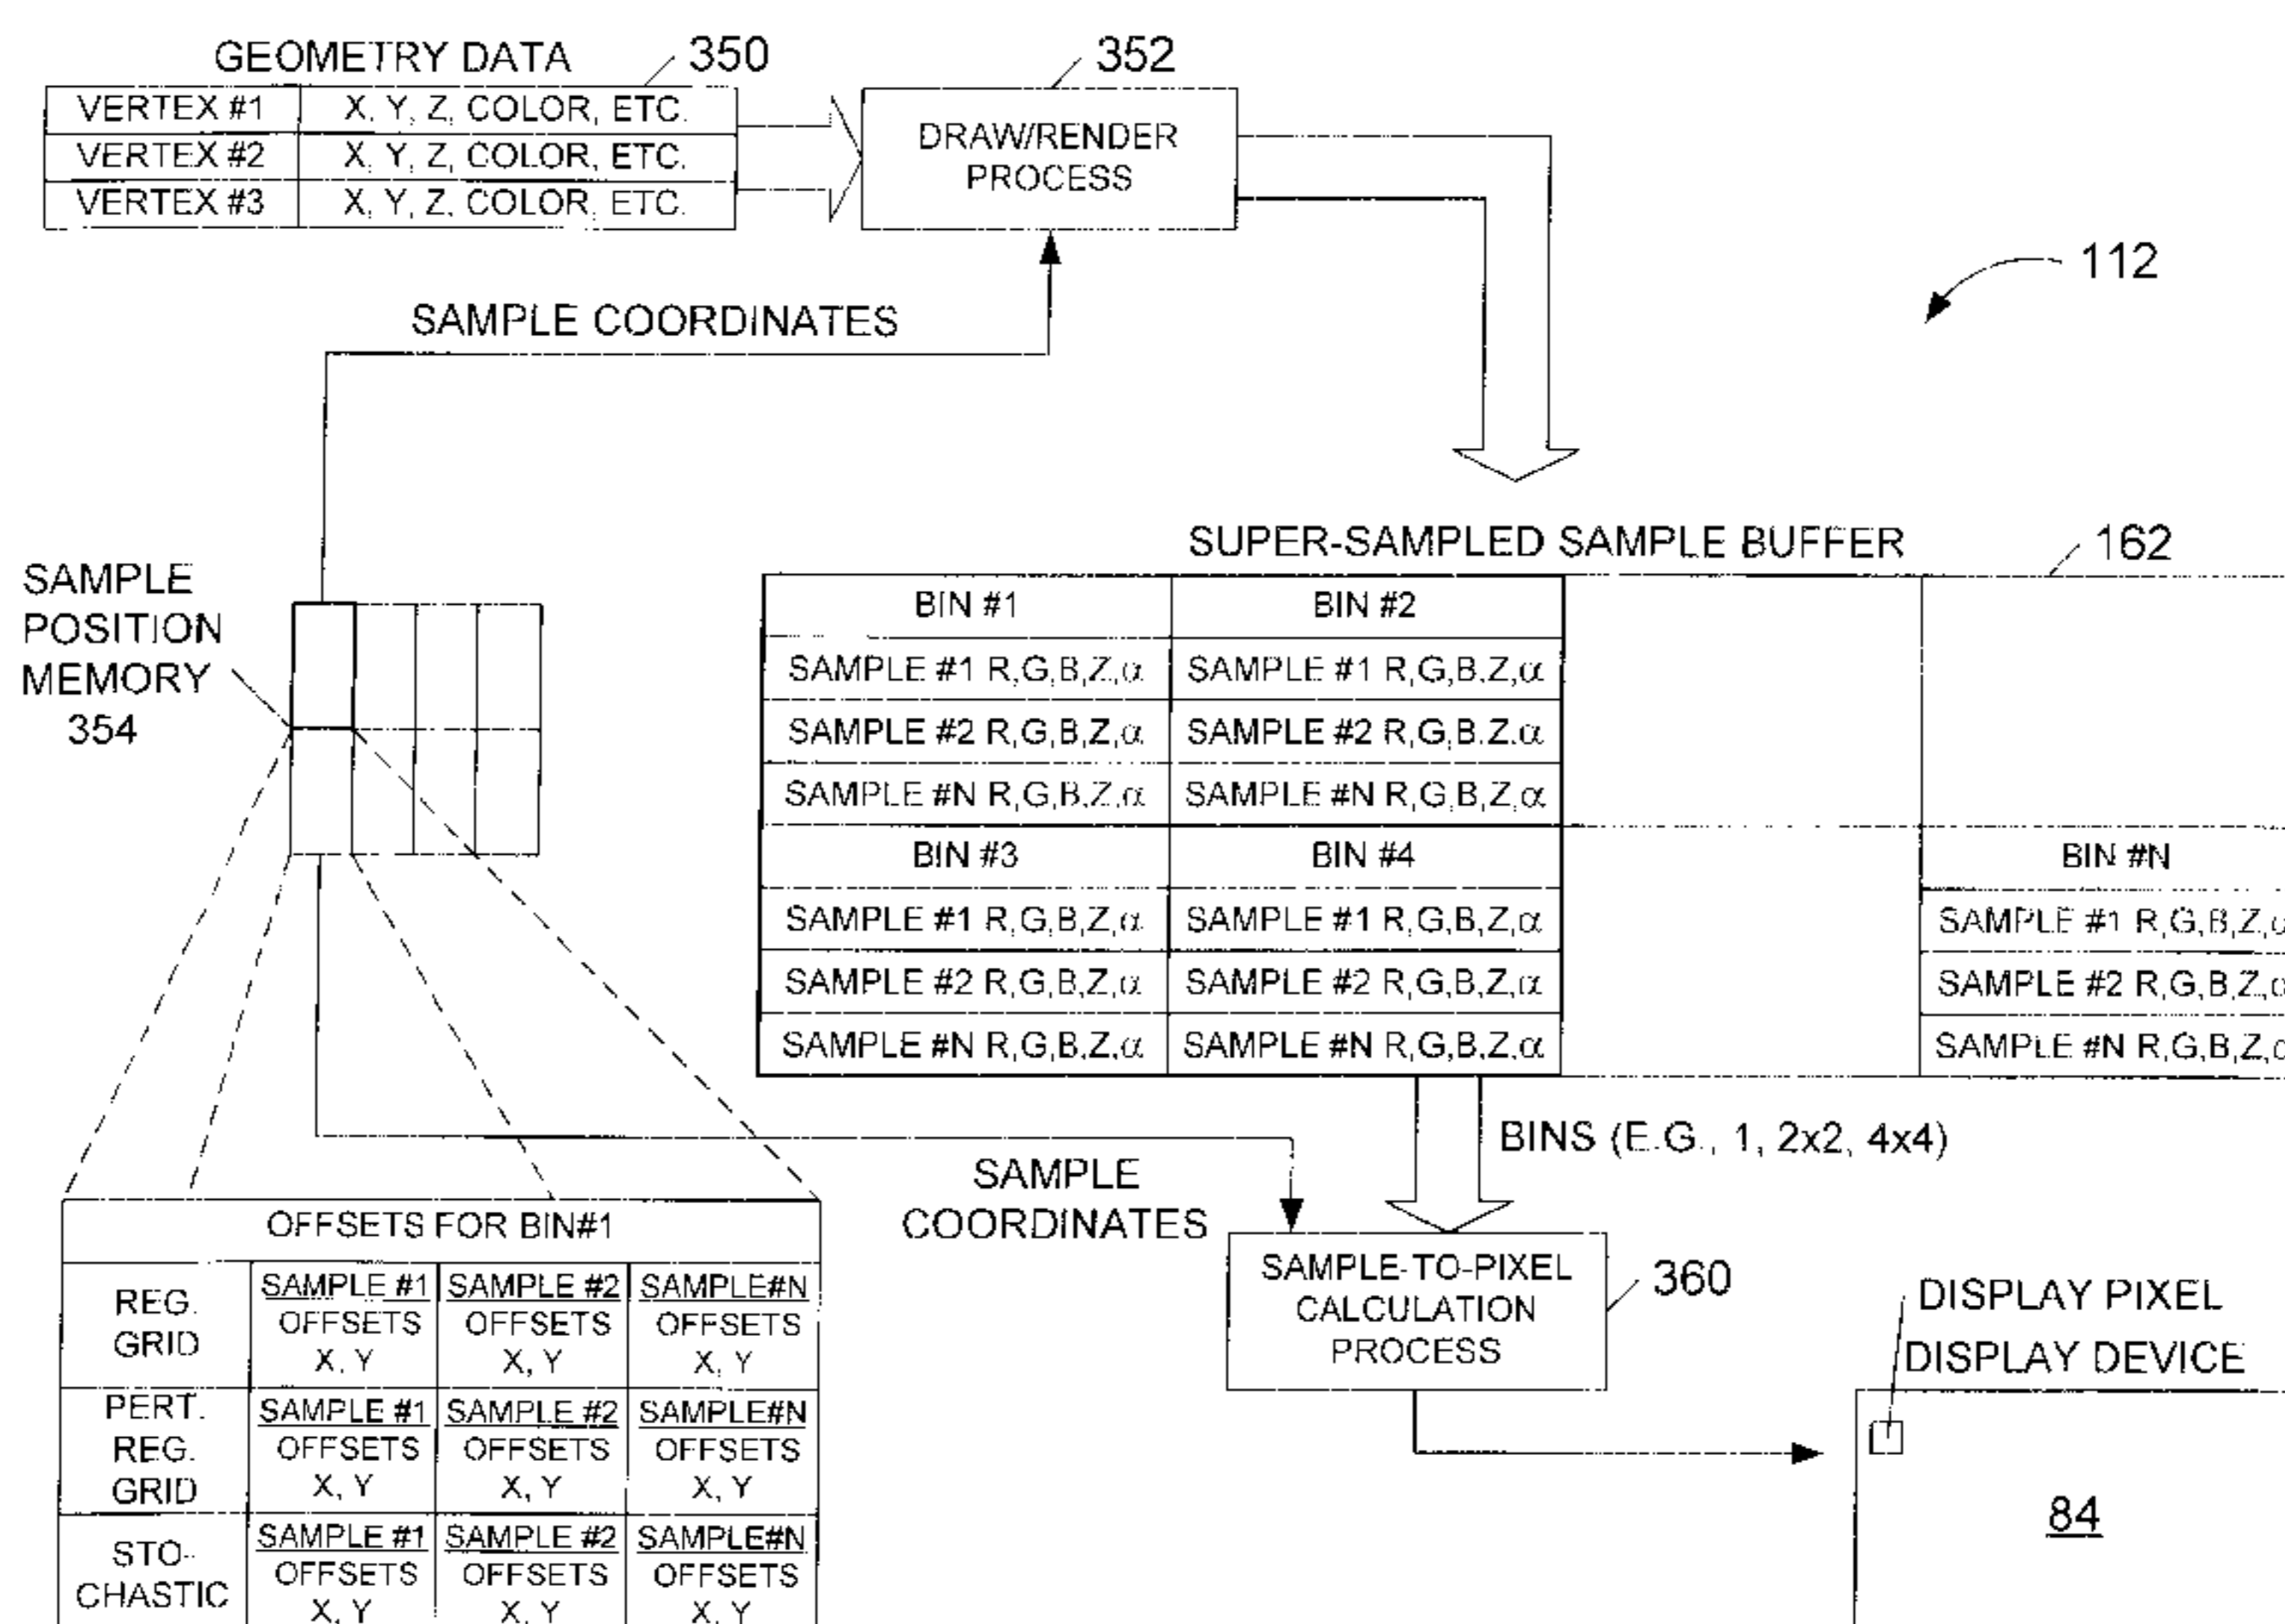 GEOMETRY DATA 350
VERTEX #1 X, Y, Z, COLOR, ETC.
VERTEX #2 X, Y, Z, COLOR, ETC.
VERTEX #3 X, Y, Z, COLOR, ETC.
352
DRAW/RENDER
PROCESS
112
SAMPLE COORDINATES
SAMPLE
POSITION
MEMORY
354
SUPER-SAMPLED SAMPLE BUFFER 162
BIN #1 BIN #2
SAMPLE #1 R,G,B,Z,α SAMPLE #1 R,G,B,Z,α
SAMPLE #2 R,G,B,Z,α SAMPLE #2 R,G,B,Z,α
SAMPLE #N R,G,B,Z,α SAMPLE #N R,G,B,Z,α
BIN #3 BIN #4 BIN #N
SAMPLE #1 R,G,B,Z,α SAMPLE #1 R,G,B,Z,α SAMPLE #1 R,G,B,Z,α
SAMPLE #2 R,G,B,Z,α SAMPLE #2 R,G,B,Z,α SAMPLE #2 R,G,B,Z,α
SAMPLE #N R,G,B,Z,α SAMPLE #N R,G,B,Z,α SAMPLE #N R,G,B,Z,α
BINS (E.G., 1, 2x2, 4x4)
SAMPLE
COORDINATES
OFFSETS FOR BIN#1
REG.
GRID
SAMPLE #1 SAMPLE #2 SAMPLE#N
OFFSETS OFFSETS OFFSETS
X, Y X, Y X, Y
PERT.
REG.
GRID
SAMPLE #1 SAMPLE #2 SAMPLE#N
OFFSETS OFFSETS OFFSETS
X, Y X, Y X, Y
STO-
CHASTIC
SAMPLE #1 SAMPLE #2 SAMPLE#N
OFFSETS OFFSETS OFFSETS
X, Y X, Y X, Y
SAMPLE-TO-PIXEL
CALCULATION
PROCESS
360
DISPLAY PIXEL
DISPLAY DEVICE
84